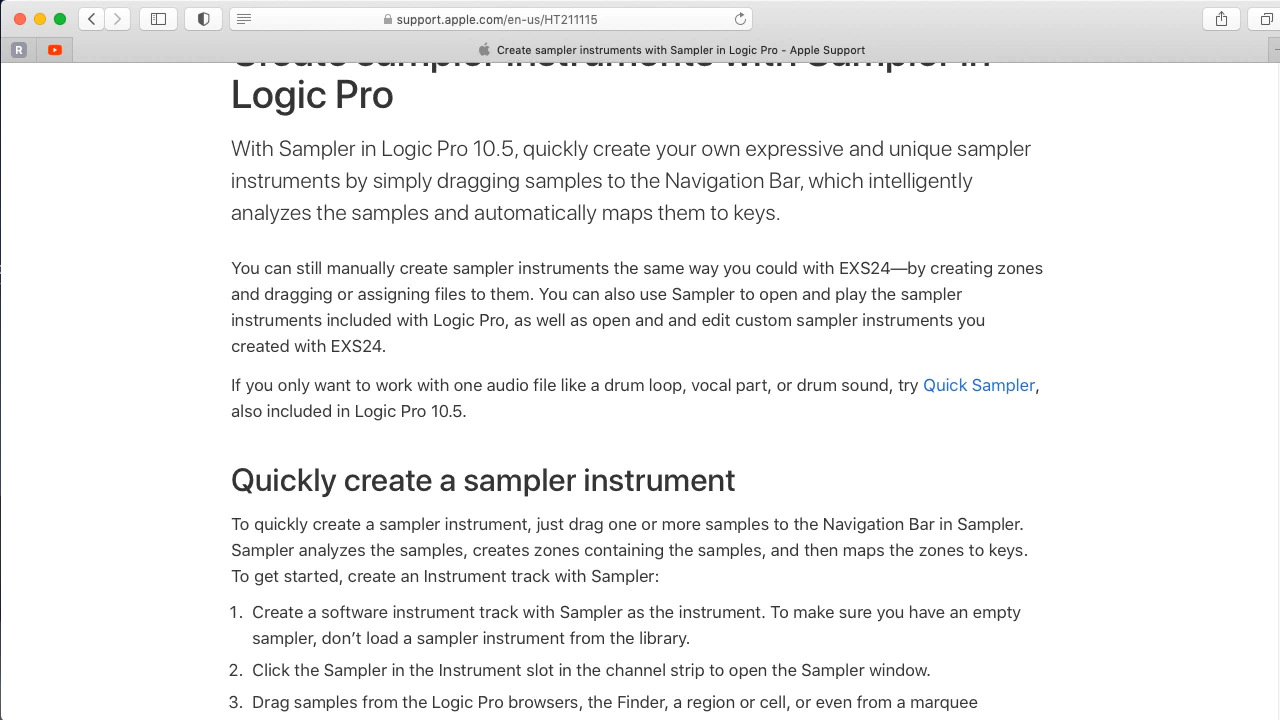 support.apple.com/en-us/HT211115
R
Create sampler instruments with Sampler in Logic Pro - Apple Support
Create sampler instruments with Sampler in
Logic Pro
With Sampler in Logic Pro 10.5, quickly create your own expressive and unique sampler
instruments by simply dragging samples to the Navigation Bar, which intelligently
analyzes the samples and automatically maps them to keys.
You can still manually create sampler instruments the same way you could with EXS24—by creating zones
and dragging or assigning files to them. You can also use Sampler to open and play the sampler
instruments included with Logic Pro, as well as open and and edit custom sampler instruments you
created with EXS24.
If you only want to work with one audio file like a drum loop, vocal part, or drum sound, try Quick Sampler,
also included in Logic Pro 10.5.
Quickly create a sampler instrument
To quickly create a sampler instrument, just drag one or more samples to the Navigation Bar in Sampler.
Sampler analyzes the samples, creates zones containing the samples, and then maps the zones to keys.
To get started, create an Instrument track with Sampler:
1. Create a software instrument track with Sampler as the instrument. To make sure you have an empty
sampler, don’t load a sampler instrument from the library.
2. Click the Sampler in the Instrument slot in the channel strip to open the Sampler window.
3. Drag samples from the Logic Pro browsers, the Finder, a region or cell, or even from a marquee